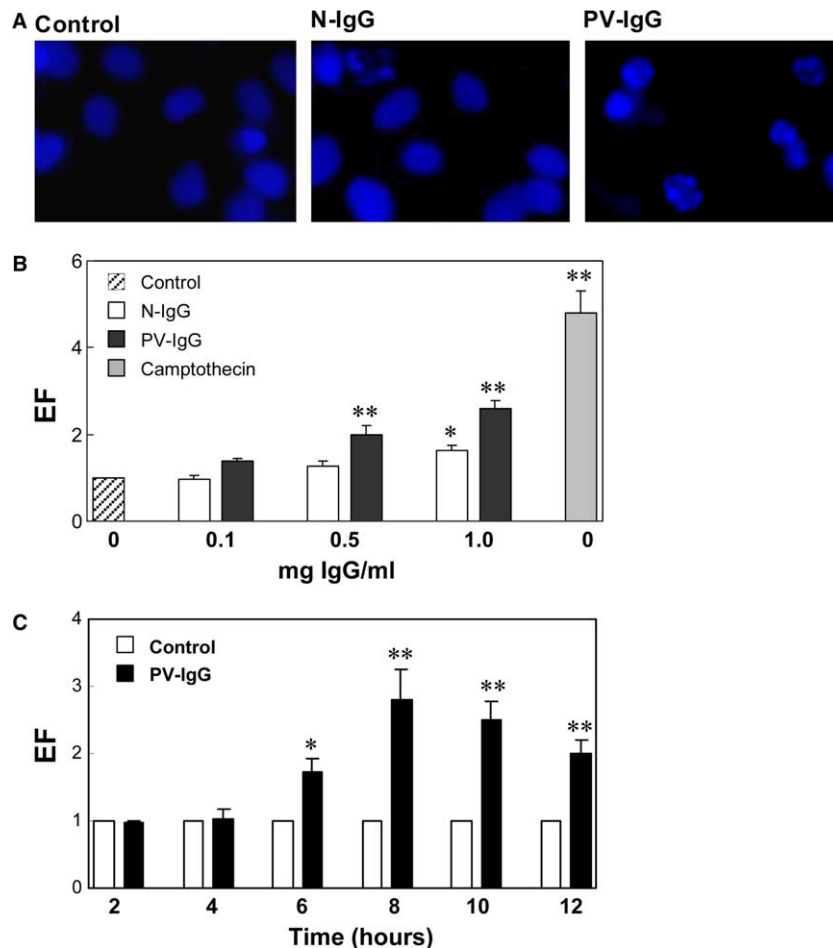 A Control N-IgG PV-IgG
B
6
4
2
0
EF
Control
N-IgG
PV-IgG
Camptothecin
**
*
**
**
0 0.1 0.5 1.0 0
mg IgG/ml
C
4
3
2
1
0
EF
Control
PV-IgG
*
**
**
**
2 4 6 8 10 12
Time (hours)